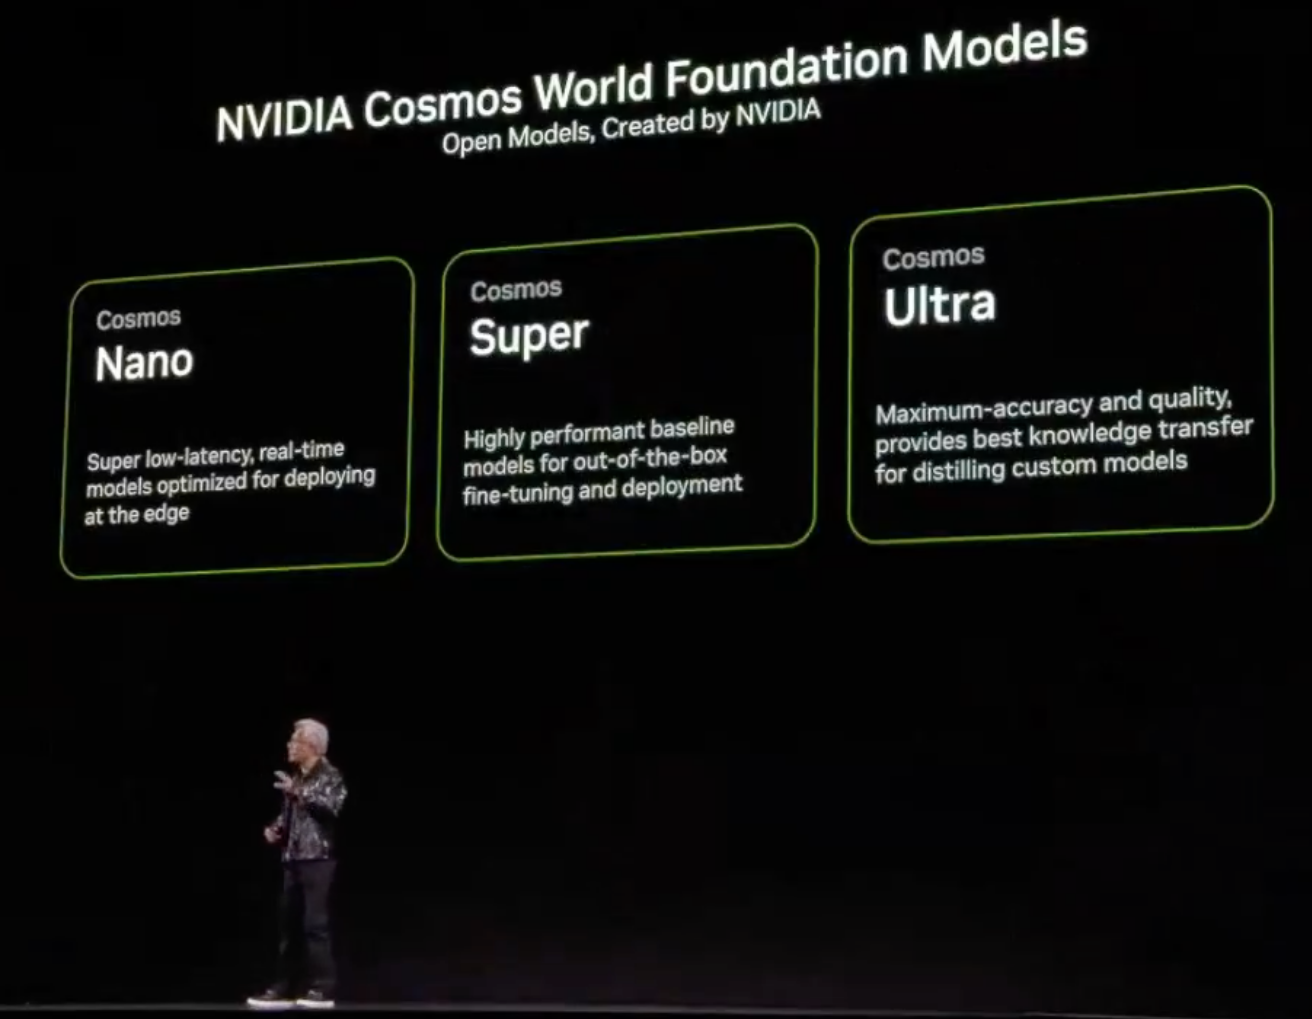 NVIDIA Cosmos World Foundation Models
Open Models, Created by NVIDIA
Cosmos
Nano
Super low-latency, real-time
models optimized for deploying
at the edge
Cosmos
Super
Highly performant baseline
models for out-of-the-box
fine-tuning and deployment
Cosmos
Ultra
Maximum-accuracy and quality,
provides best knowledge transfer
for distilling custom models